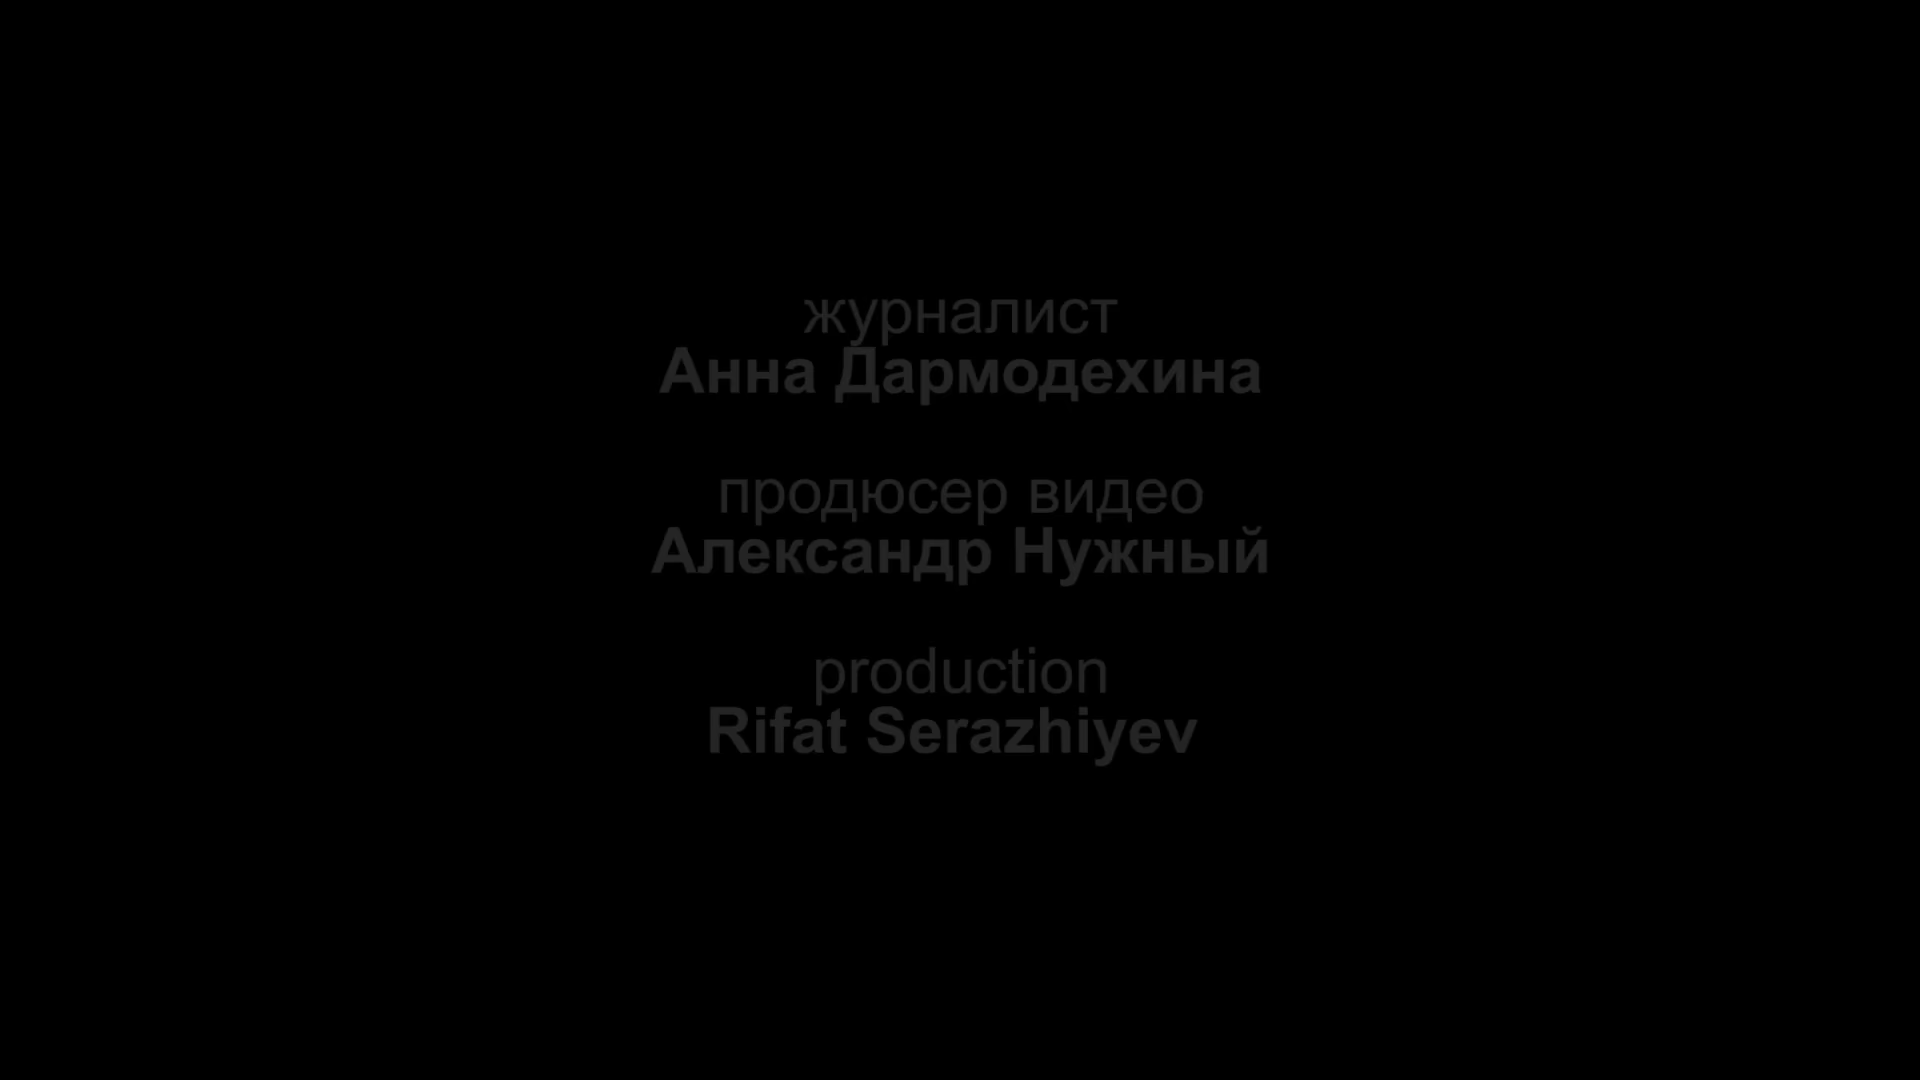 журналист
Анна Дармодехина
продюсер видео
Александр Нужный
production
Rifat Serazhiyev